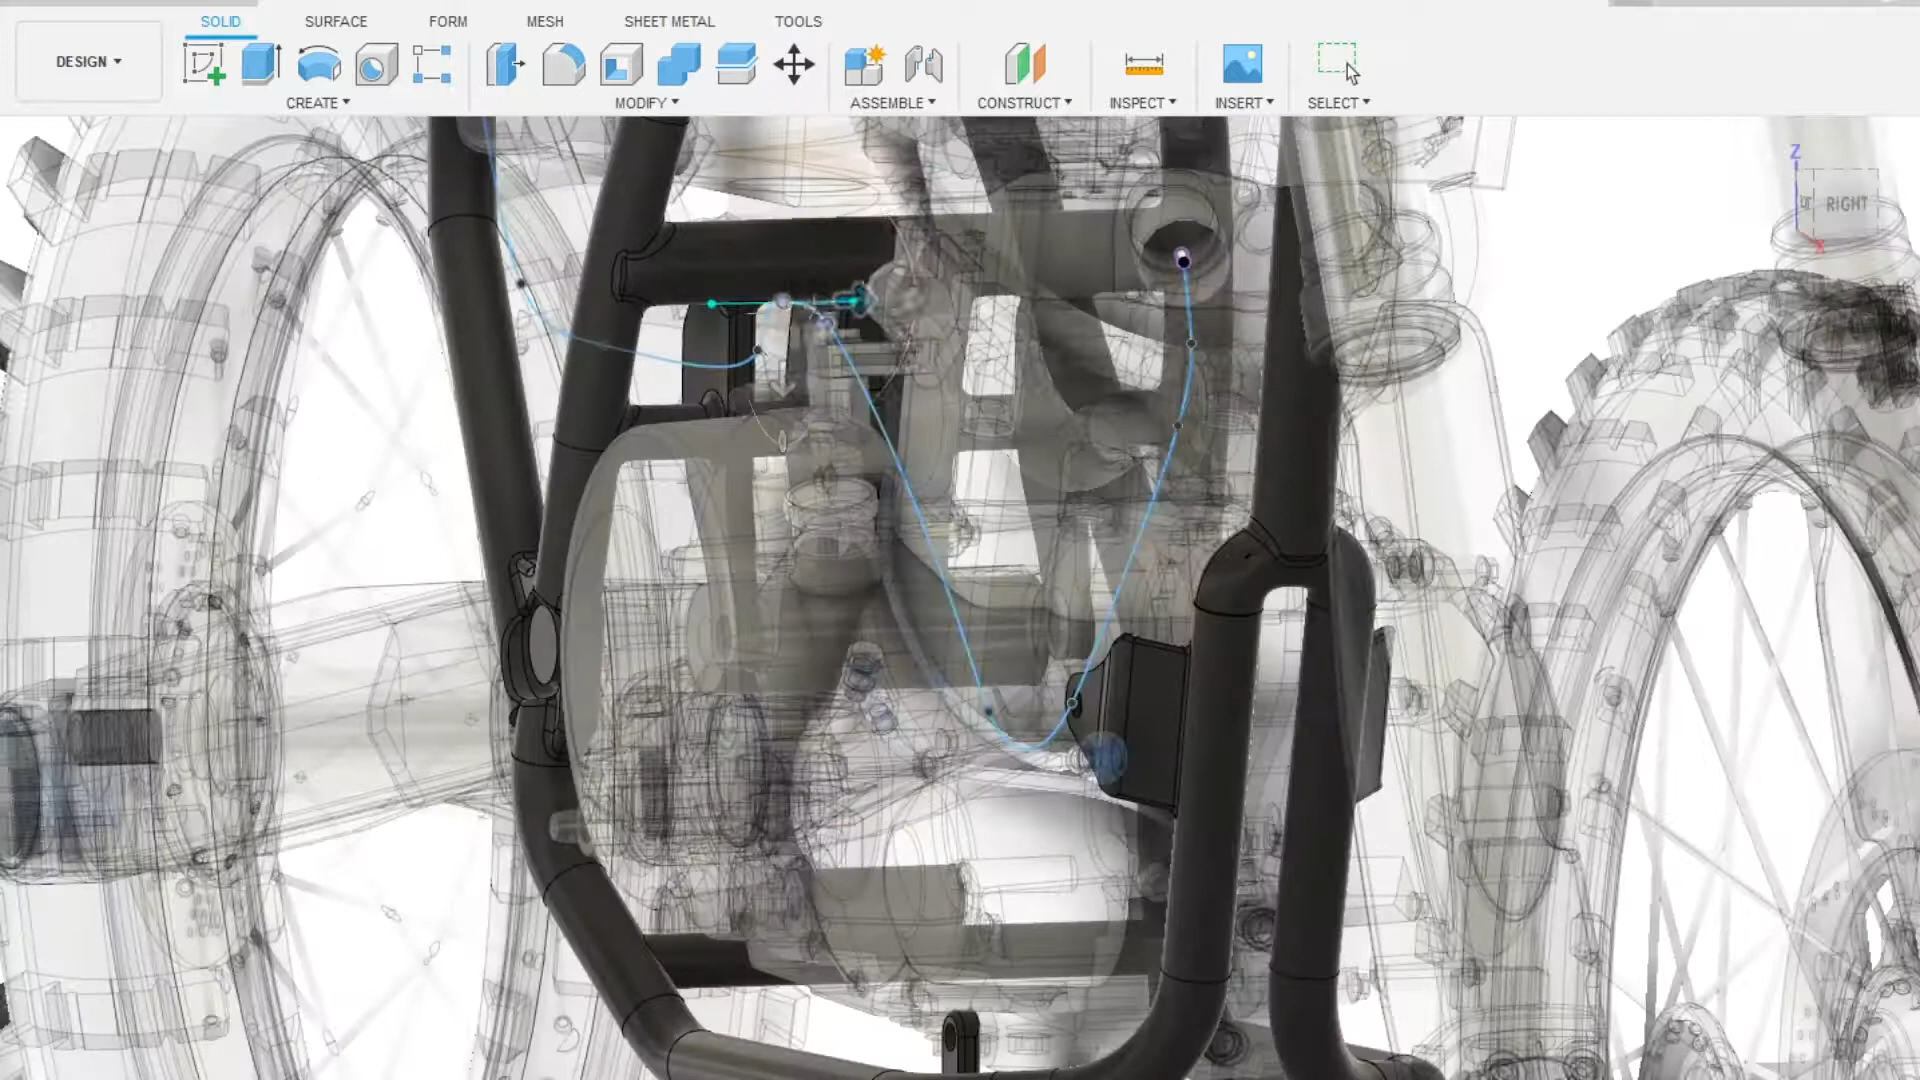 SOLID SURFACE FORM MESH SHEET METAL TOOLS
DESIGN
CREATE MODIFY ASSEMBLE CONSTRUCT INSPECT INSERT SELECT
Z
RIGHT
X